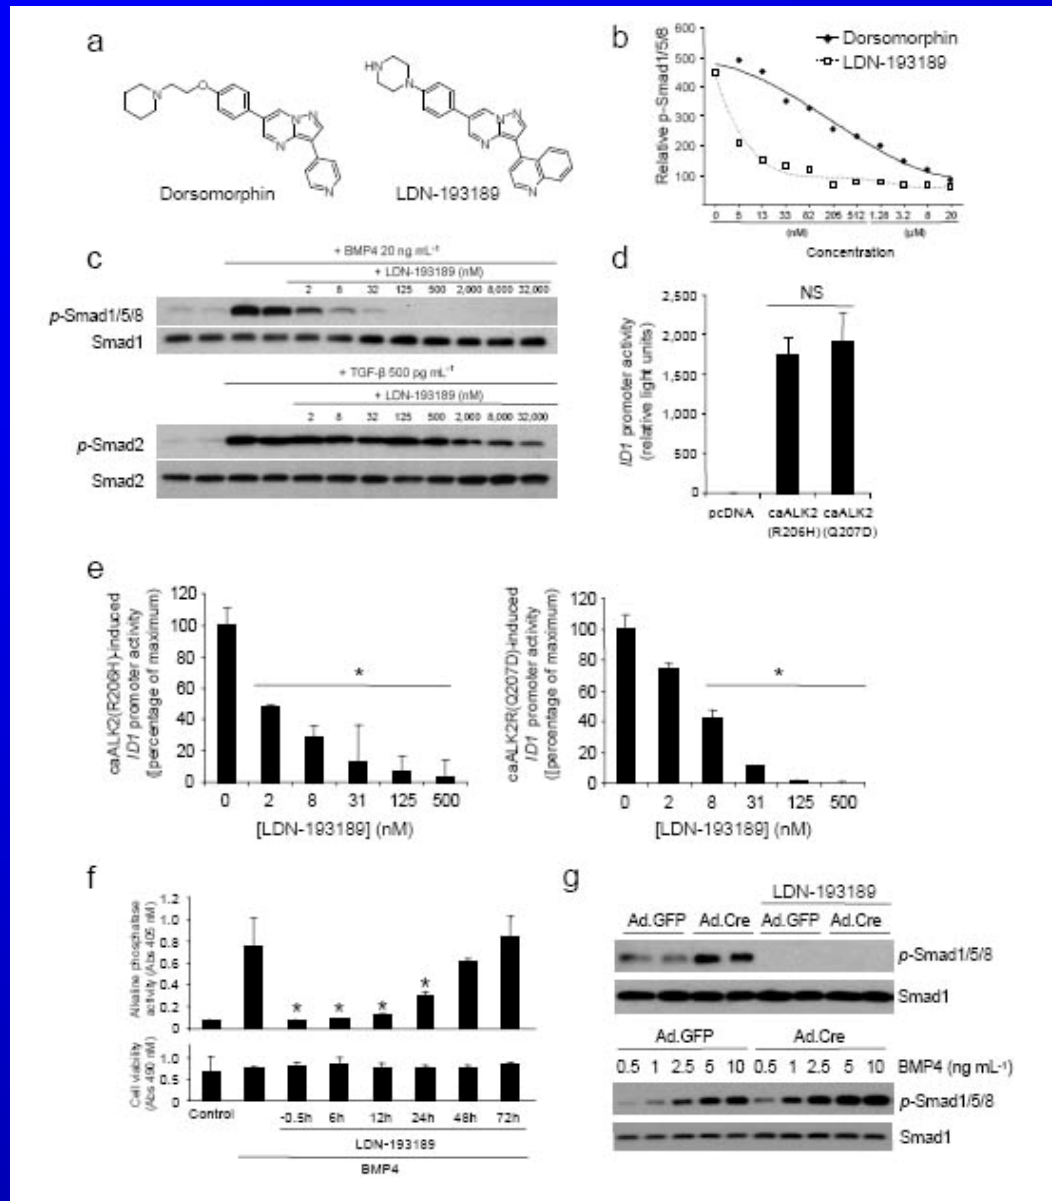 a
N
O
N
N
N
N
Dorsomorphin
HN
N
N
N
N
N
LDN-193189
b
Relative p-Smad1/5/8
600
500
400
300
200
100
Dorsomorphin
LDN-193189
0 5 13 33 82 205 512 1.28 3.2 8 20
(nM) (µM)
Concentration
c
+ BMP4 20 ng mL-1
+ LDN-193189 (nM)
2 8 32 125 500 2,000 8,000 32,000
p-Smad1/5/8
Smad1
+ TGF-β 500 pg mL-1
+ LDN-193189 (nM)
2 8 32 125 500 2,000 8,000 32,000
p-Smad2
Smad2
d
ID1 promoter activity
(relative light units)
2,500
2,000
1,500
1,000
500
0
NS
pcDNA caALK2 caALK2
(R206H) (Q207D)
e
caALK2(R206H)-induced
ID1 promoter activity
([percentage of maximum)
120
100
80
60
40
20
0
*
0 2 8 31 125 500
[LDN-193189] (nM)
caALK2R(Q207D)-induced
ID1 promoter activity
([percentage of maximum)
120
100
80
60
40
20
0
*
0 2 8 31 125 500
[LDN-193189] (nM)
f
Alkaline phosphatase
activity (Abs 405 nM)
1.2
1.0
0.8
0.6
0.4
0.2
0
* * * *
Cell viability
(Abs 490 nM)
1.0
0.5
Control -0.5h 6h 12h 24h 48h 72h
LDN-193189
BMP4
g
LDN-193189
Ad.GFP Ad.Cre Ad.GFP Ad.Cre
p-Smad1/5/8
Smad1
Ad.GFP Ad.Cre
0.5 1 2.5 5 10 0.5 1 2.5 5 10 BMP4 (ng mL-1)
p-Smad1/5/8
Smad1